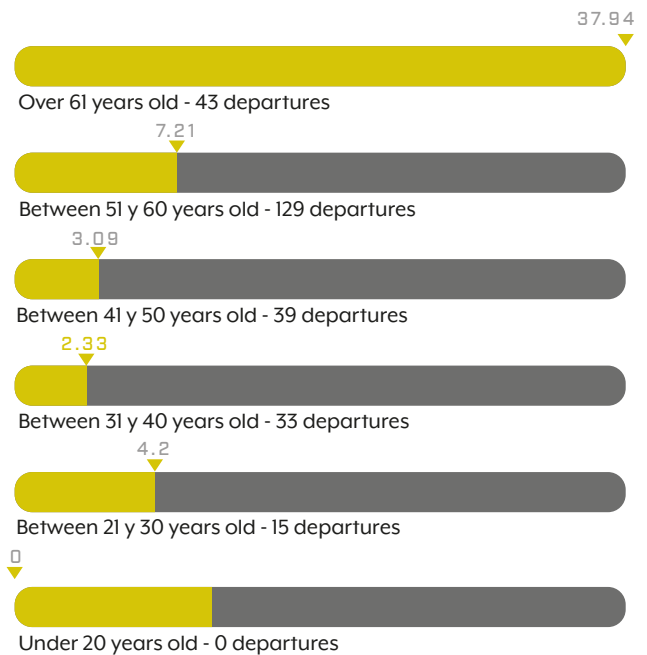 37.94
Over 61 years old - 43 departures
7.21
Between 51 y 60 years old - 129 departures
3.09
Between 41 y 50 years old - 39 departures
2.33
Between 31 y 40 years old - 33 departures
4.2
Between 21 y 30 years old - 15 departures
0
Under 20 years old - 0 departures